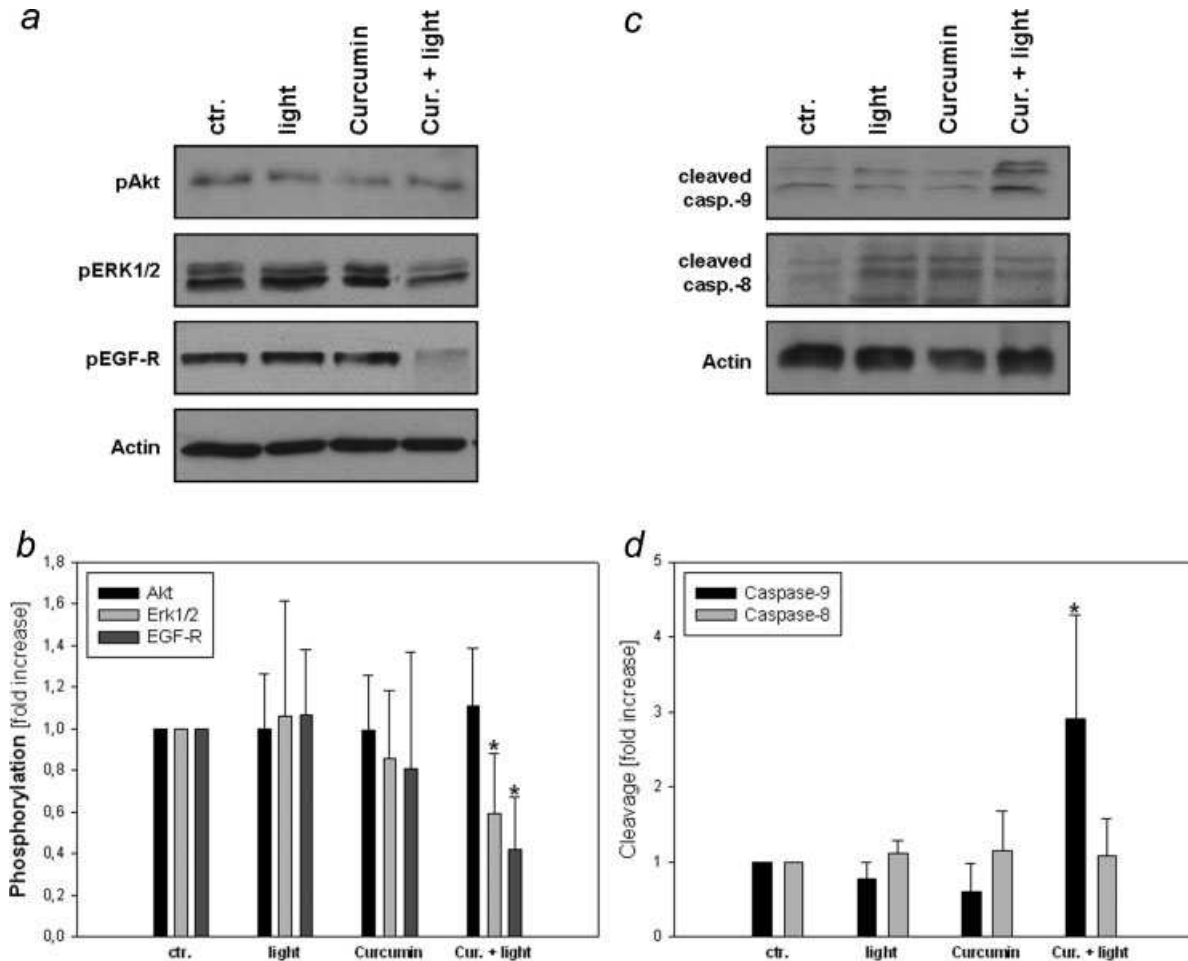 a
ctr.
light
Curcumin
Cur. + light
pAkt
pERK1/2
pEGF-R
Actin
c
ctr.
light
Curcumin
Cur. + light
cleaved
casp.-9
cleaved
casp.-8
Actin
b
Phosphorylation [fold increase]
1,8
1,6
1,4
1,2
1,0
0,8
0,6
0,4
0,2
0,0
Akt
Erk1/2
EGF-R
*
*
ctr.
light
Curcumin
Cur. + light
d
Cleavage [fold increase]
5
4
3
2
1
0
Caspase-9
Caspase-8
*
ctr.
light
Curcumin
Cur. + light